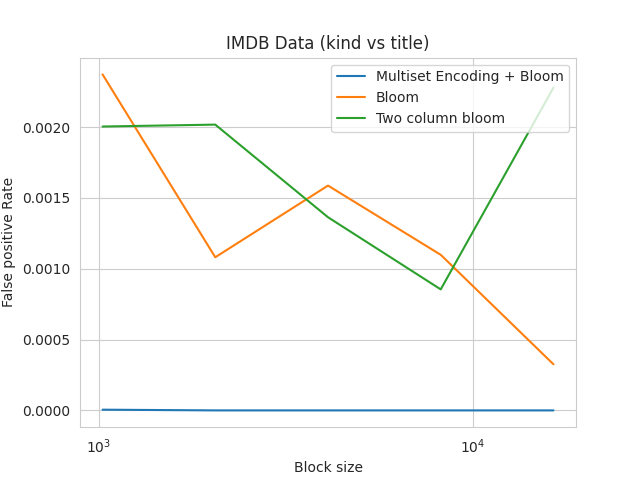 IMDB Data (kind vs title)
Multiset Encoding + Bloom
Bloom
Two column bloom
False positive Rate
0.0020
0.0015
0.0010
0.0005
0.0000
10³
10⁴
Block size